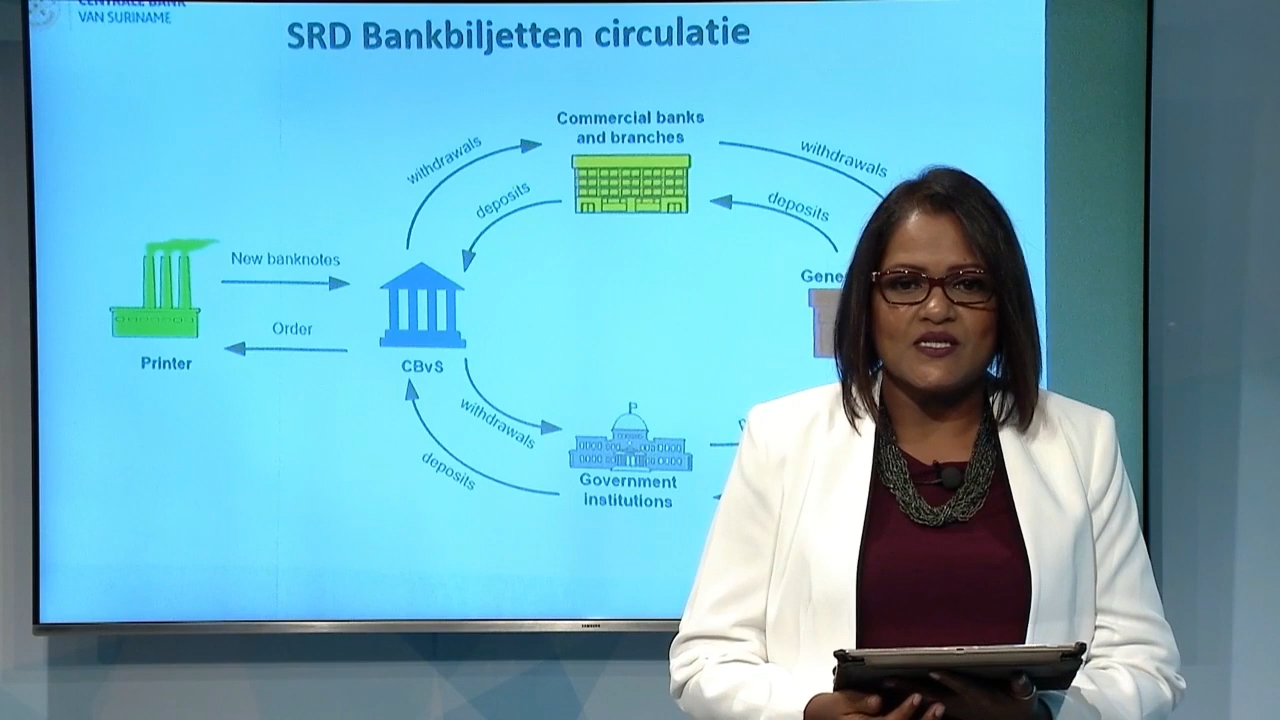 CENTRALE BANK
VAN SURINAME
SRD Bankbiljetten circulatie
Commercial banks
and branches
withdrawals
deposits
withdrawals
deposits
New banknotes
Order
Printer
CBvS
Gene
withdrawals
deposits
Government
institutions
SAMSUNG